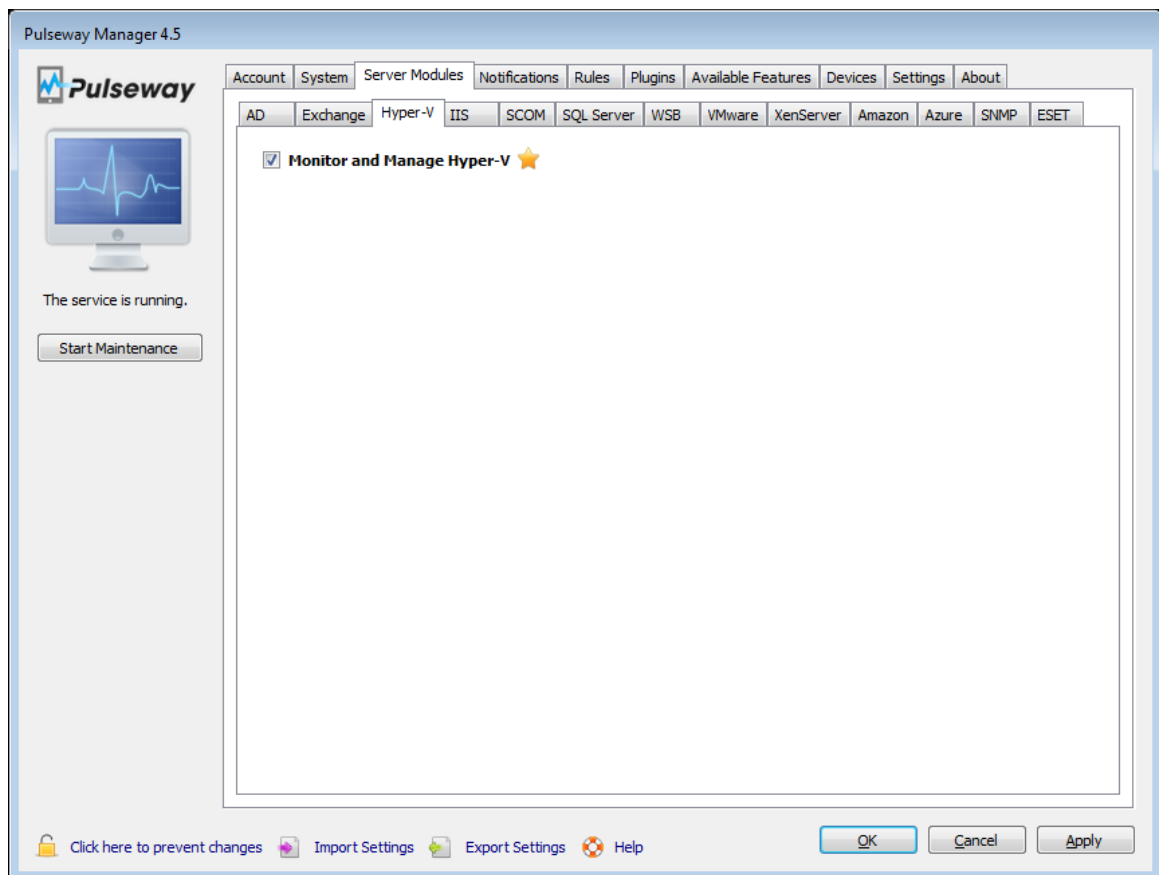 Pulseway Manager 4.5
Pulseway
Account System Server Modules Notifications Rules Plugins Available Features Devices Settings About
AD Exchange Hyper-V IIS SCOM SQL Server WSB VMware XenServer Amazon Azure SNMP ESET
Monitor and Manage Hyper-V
The service is running.
Start Maintenance
Click here to prevent changes Import Settings Export Settings Help OK Cancel Apply